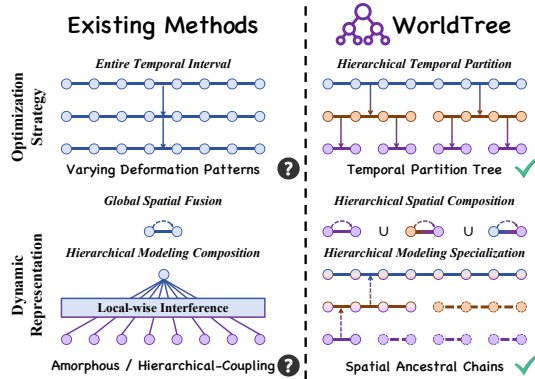 Existing Methods
WorldTree
Optimization
Strategy
Entire Temporal Interval
Varying Deformation Patterns
?
Hierarchical Temporal Partition
Temporal Partition Tree
Dynamic
Representation
Global Spatial Fusion
Hierarchical Modeling Composition
Local-wise Interference
Amorphous / Hierarchical-Coupling
?
Hierarchical Spatial Composition
∪ ∪
Hierarchical Modeling Specialization
Spatial Ancestral Chains